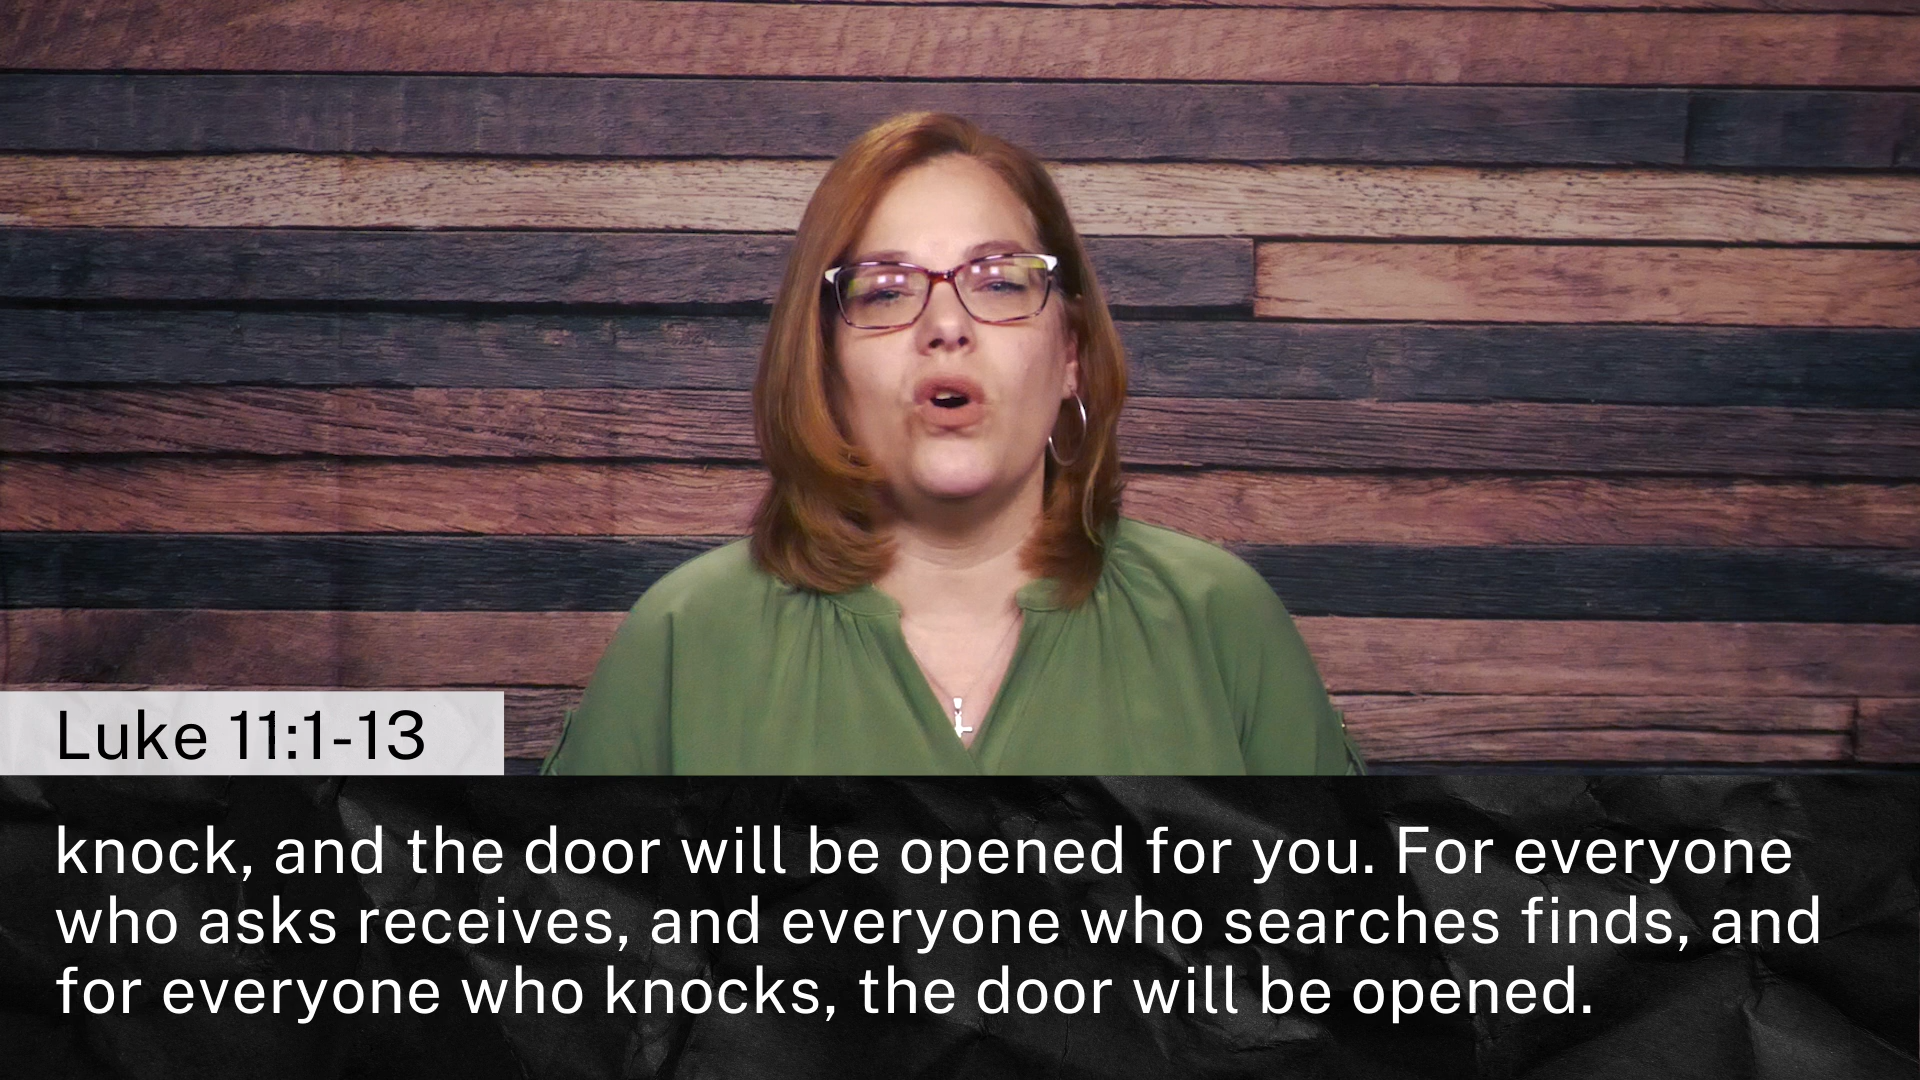 Luke 11:1-13
knock, and the door will be opened for you. For everyone
who asks receives, and everyone who searches finds, and
for everyone who knocks, the door will be opened.